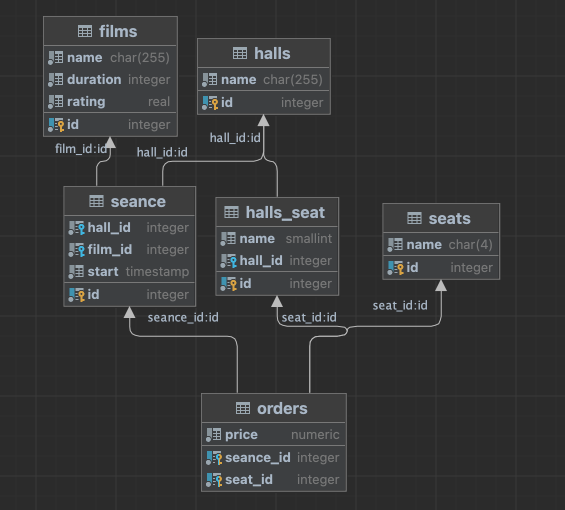 films
name char(255)
duration integer
rating real
id integer
halls
name char(255)
id integer
film_id:id
hall_id:id
hall_id:id
seance
hall_id integer
film_id integer
start timestamp
id integer
halls_seat
name smallint
hall_id integer
id integer
seats
name char(4)
id integer
seance_id:id
seat_id:id
seat_id:id
orders
price numeric
seance_id integer
seat_id integer